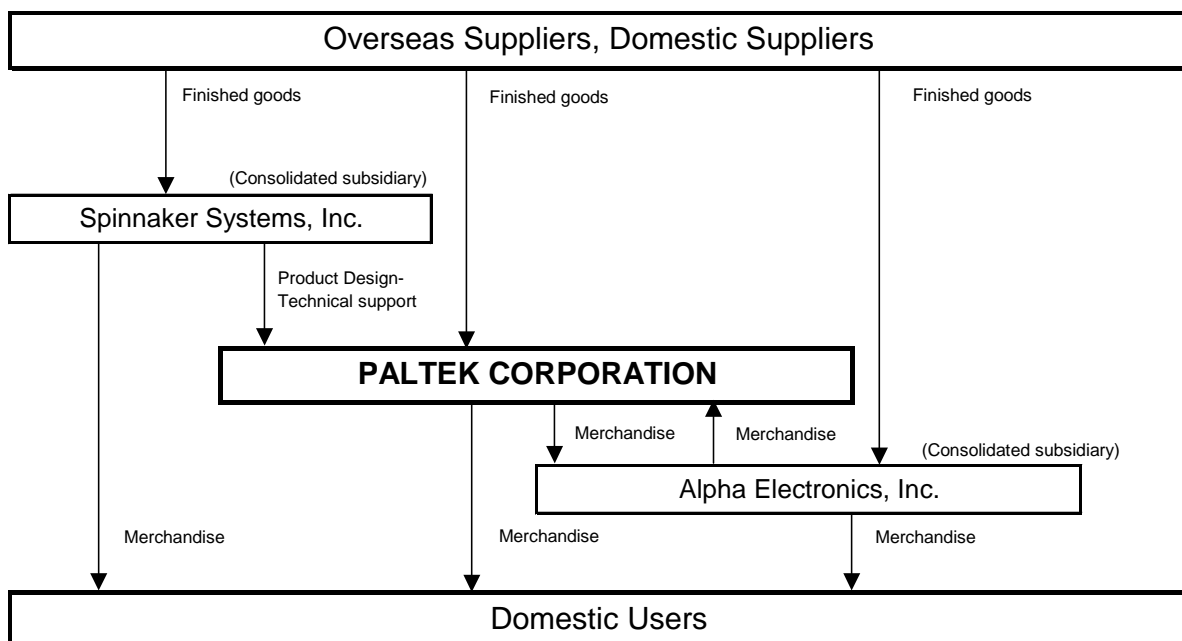 Overseas Suppliers, Domestic Suppliers
Finished goods
Finished goods
Finished goods
(Consolidated subsidiary)
Spinnaker Systems, Inc.
Product Design-
Technical support
PALTEK CORPORATION
Merchandise
Merchandise
(Consolidated subsidiary)
Alpha Electronics, Inc.
Merchandise
Merchandise
Merchandise
Domestic Users